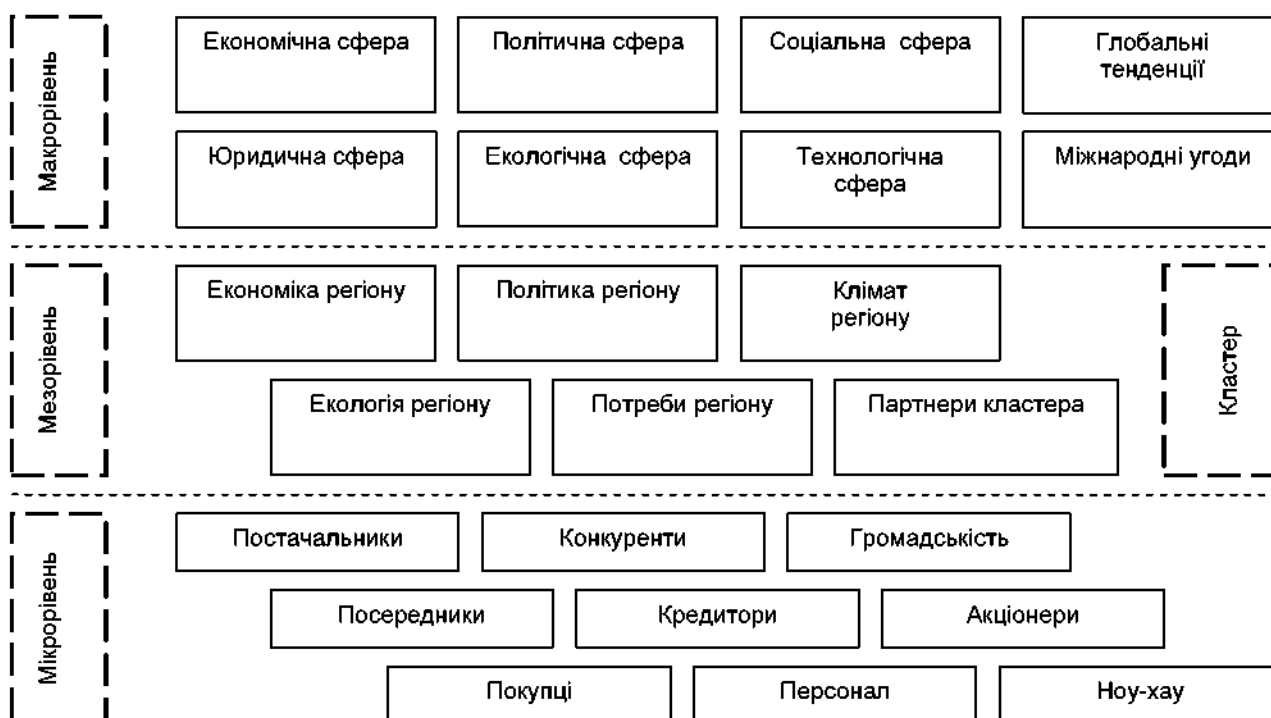 Макрорівень
Економічна сфера
Політична сфера
Соціальна сфера
Глобальні
тенденції
Юридична сфера
Екологічна сфера
Технологічна
сфера
Міжнародні угоди
Мезорівень
Економіка регіону
Політика регіону
Клімат
регіону
Екологія регіону
Потреби регіону
Партнери кластера
Кластер
Мікрорівень
Постачальники
Конкуренти
Громадськість
Посередники
Кредитори
Акціонери
Покупці
Персонал
Ноу-хау